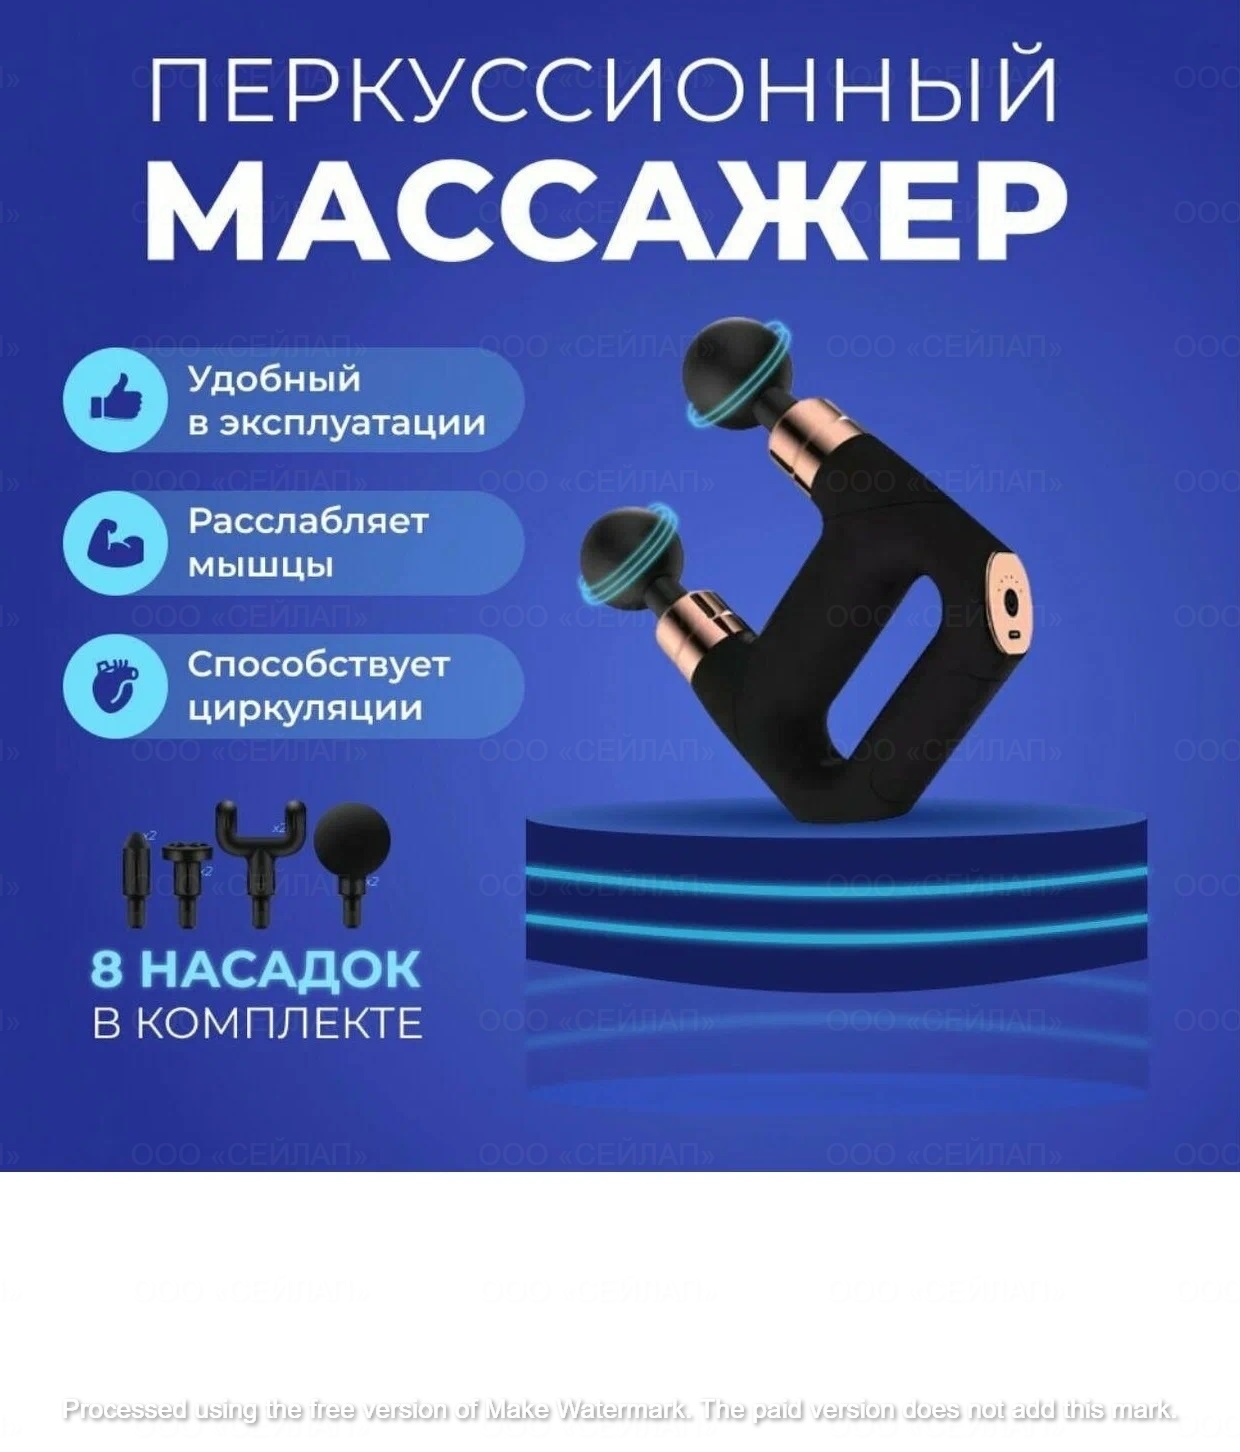 ПЕРКУССИОННЫЙ
МАССАЖЕР
Удобный
в эксплуатации
Расслабляет
мышцы
Способствует
циркуляции
x2
x2
x2
x2
8 НАСАДОК
В КОМПЛЕКТЕ
ООО «СЕЙЛАП»
Processed using the free version of Make Watermark. The paid version does not add this mark.